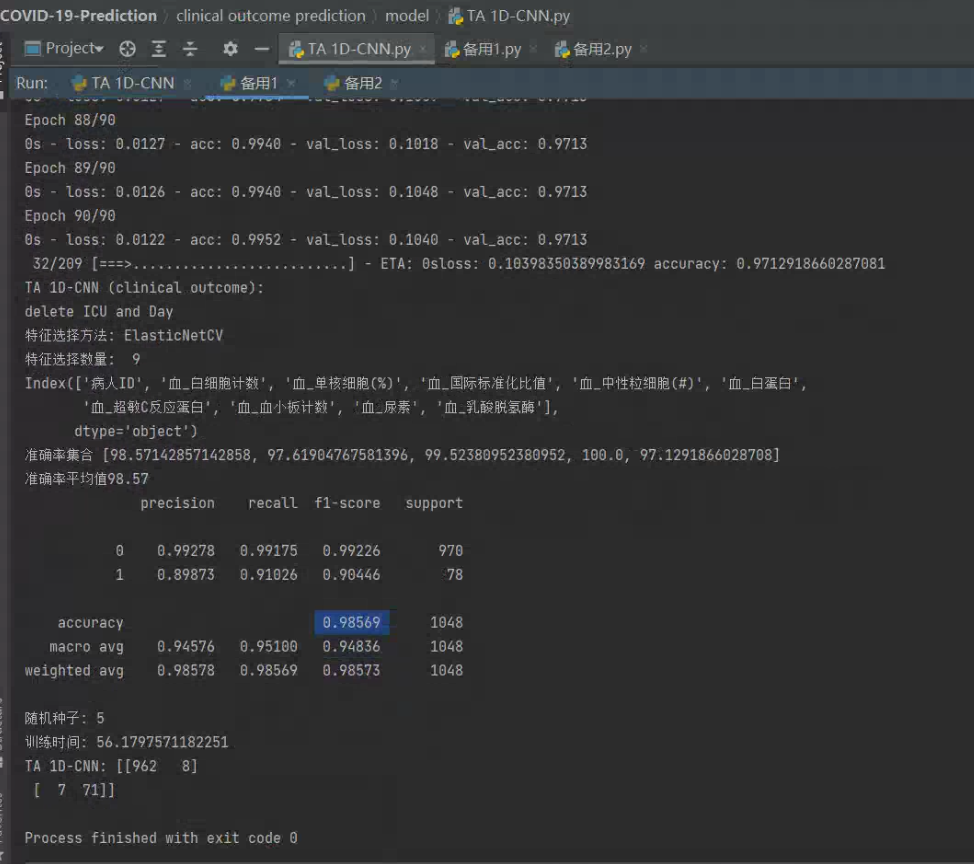 COVID-19-Prediction 〉 clinical outcome prediction 〉 model 〉 TA 1D-CNN.py
Project TA 1D-CNN.py × 备用1.py × 备用2.py ×
Run: TA 1D-CNN × 备用1 × 备用2 ×
Epoch 88/90
0s - loss: 0.0127 - acc: 0.9940 - val_loss: 0.1018 - val_acc: 0.9713
Epoch 89/90
0s - loss: 0.0126 - acc: 0.9940 - val_loss: 0.1048 - val_acc: 0.9713
Epoch 90/90
0s - loss: 0.0122 - acc: 0.9952 - val_loss: 0.1040 - val_acc: 0.9713
32/209 [===>..........................] - ETA: 0sloss: 0.10398350389983169 accuracy: 0.9712918660287081
TA 1D-CNN (clinical outcome):
delete ICU and Day
特征选择方法: ElasticNetCV
特征选择数量: 9
Index(['病人ID', '血_白细胞计数', '血_单核细胞(%)', '血_国际标准化比值', '血_中性粒细胞(#)', '血_白蛋白',
'血_超敏C反应蛋白', '血_血小板计数', '血_尿素', '血_乳酸脱氢酶'],
dtype='object')
准确率集合 [98.57142857142858, 97.61904767581396, 99.52380952380952, 100.0, 97.1291866028708]
准确率平均值98.57
precision recall f1-score support
0 0.99278 0.99175 0.99226 970
1 0.89873 0.91026 0.90446 78
accuracy 0.98569 1048
macro avg 0.94576 0.95100 0.94836 1048
weighted avg 0.98578 0.98569 0.98573 1048
随机种子: 5
训练时间: 56.1797571182251
TA 1D-CNN: [[962 8]
[ 7 71]]
Process finished with exit code 0